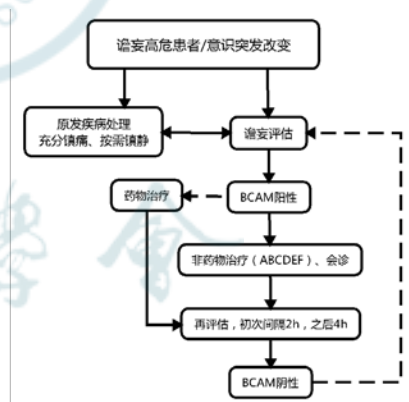 谵妄高危患者/意识突发改变
原发疾病处理
充分镇痛、按需镇静
谵妄评估
药物治疗
BCAM阳性
非药物治疗（ABCDEF）、会诊
再评估，初次间隔2h，之后4h
BCAM阴性